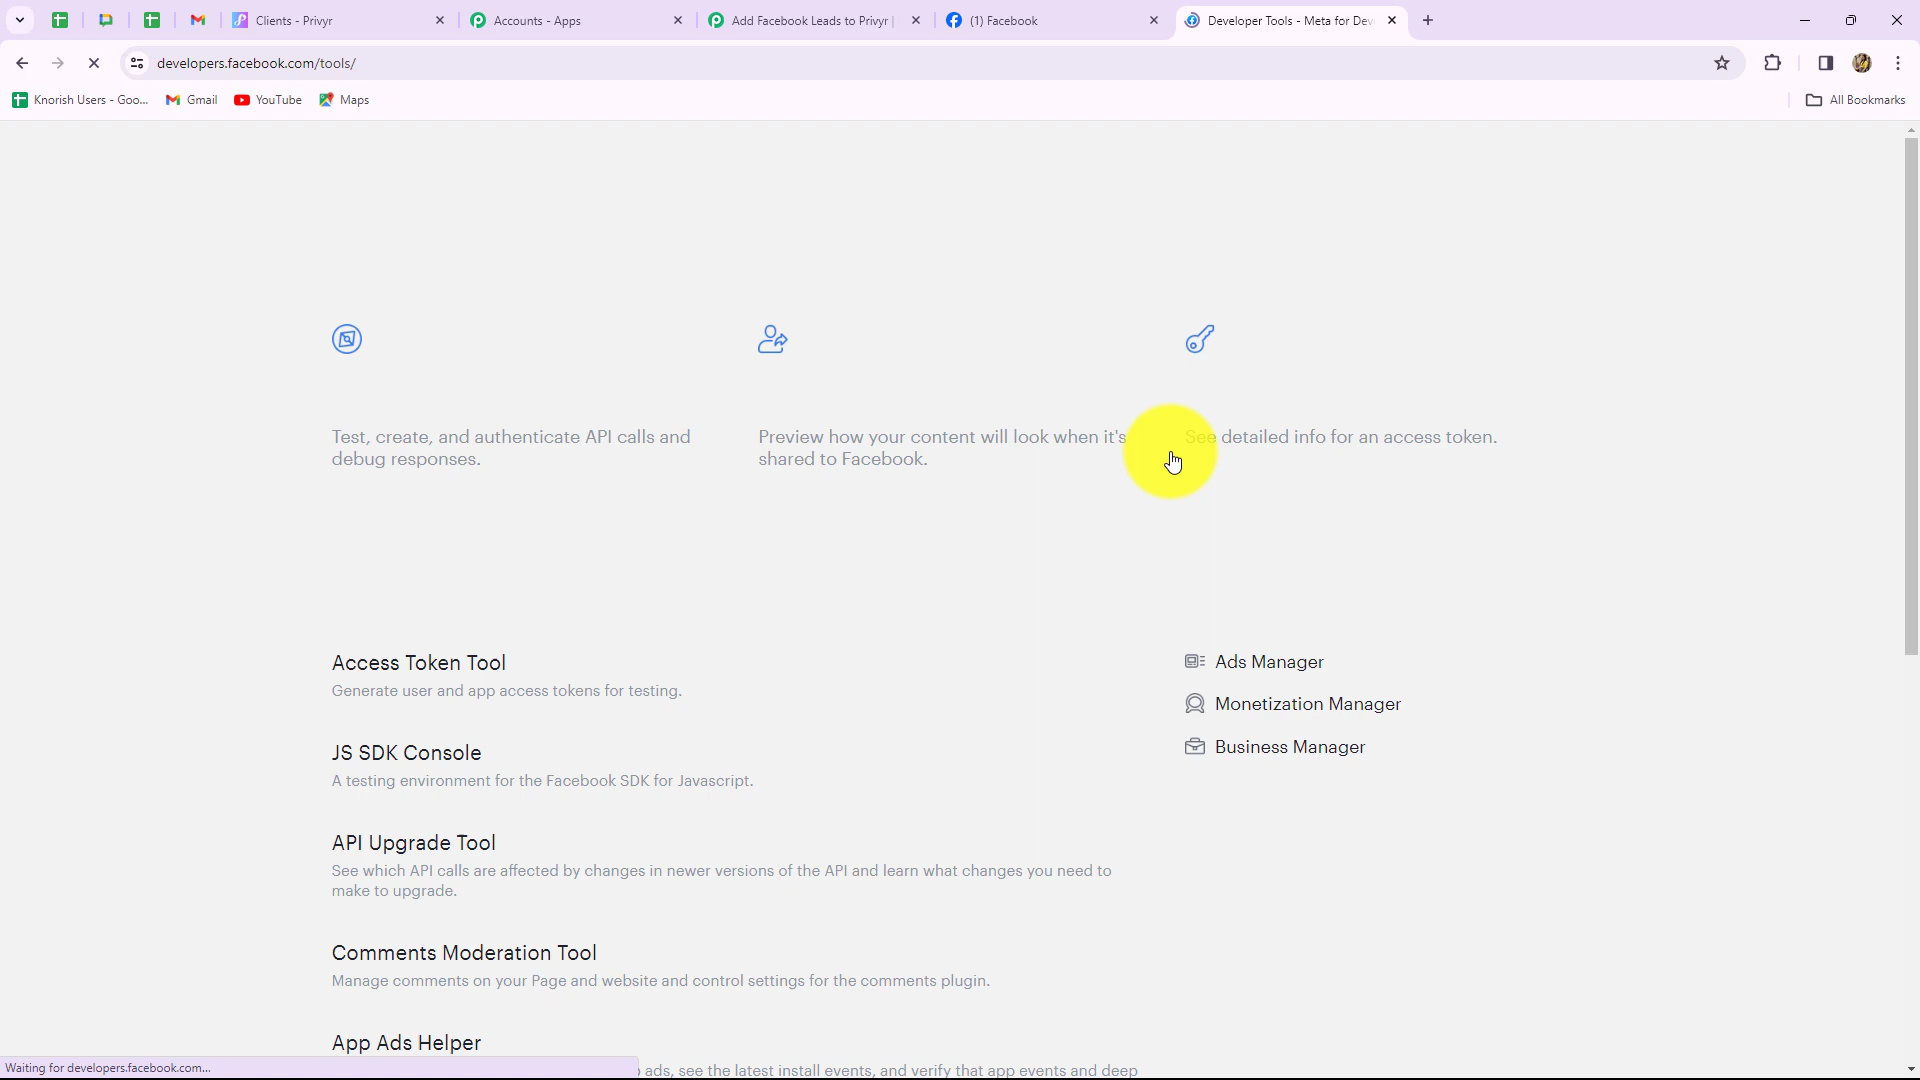 Clients - Privyr
Accounts - Apps
Add Facebook Leads to Privyr
(1) Facebook
Developer Tools - Meta for Dev
developers.facebook.com/tools/
Knorish Users - Goo...
Gmail
YouTube
Maps
All Bookmarks
Test, create, and authenticate API calls and
debug responses.
Preview how your content will look when it's
shared to Facebook.
See detailed info for an access token.
Access Token Tool
Generate user and app access tokens for testing.
JS SDK Console
A testing environment for the Facebook SDK for Javascript.
API Upgrade Tool
See which API calls are affected by changes in newer versions of the API and learn what changes you need to
make to upgrade.
Comments Moderation Tool
Manage comments on your Page and website and control settings for the comments plugin.
App Ads Helper
ads, see the latest install events, and verify that app events and deep
Ads Manager
Monetization Manager
Business Manager
Waiting for developers.facebook.com...